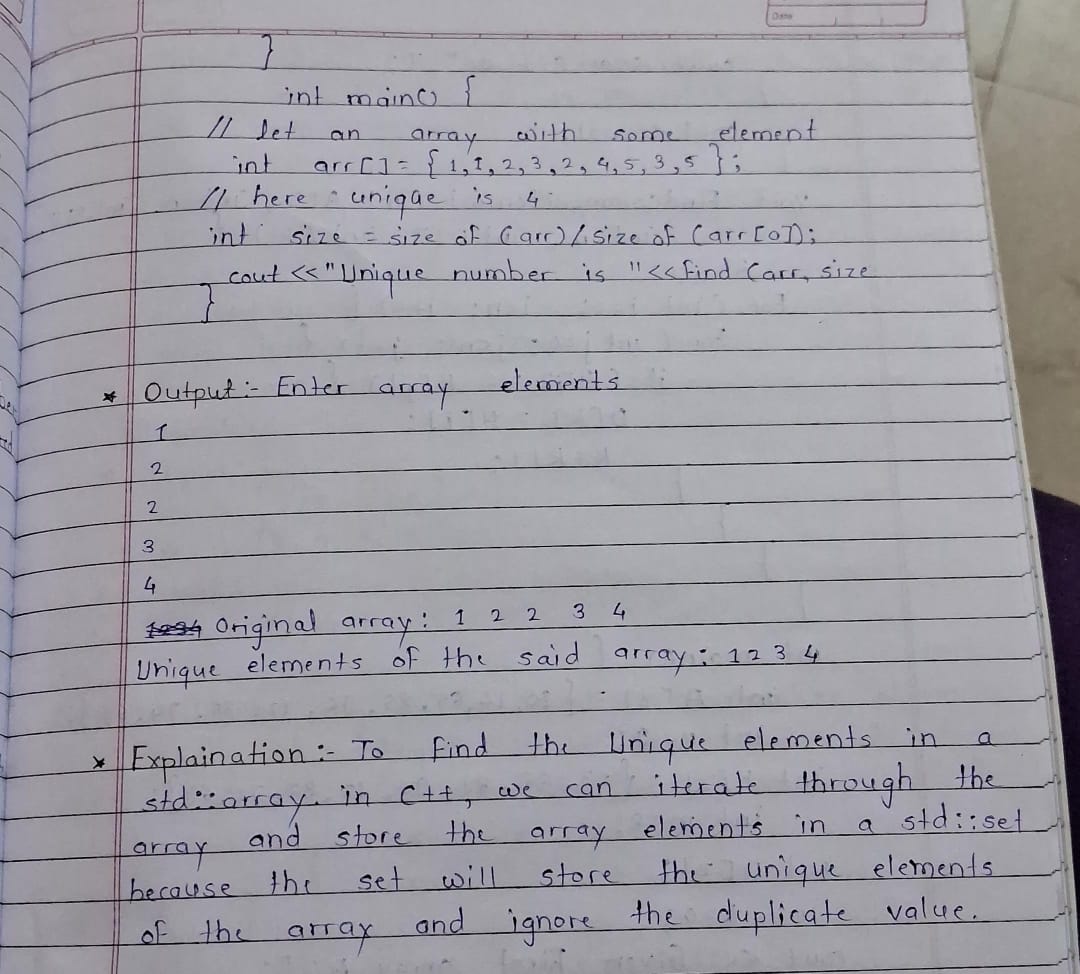 Date
}
int main() {
// let an array with some element
int arr[] = { 1, 1, 2, 3, 2, 4, 5, 3, 5 };
// here uniqae is 4
int size = size of (arr) / size of (arr[0]);
cout << "Unique number is " << find (arr, size
}
* Output :- Enter array elements
1
2
2
3
4
Original array : 1 2 2 3 4
Unique elements of the said array : 1 2 3 4
* Explaination :- To find the Unique elements in a
std::array. in C++, we can iterate through the
array and store the array elements in a std::set
because the set will store the unique elements
of the array and ignore the duplicate value.